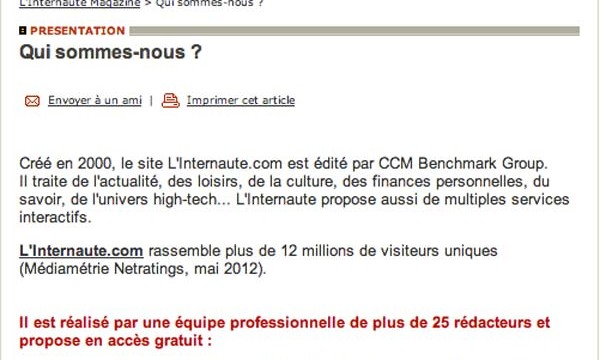 L'Internaute Magazine > Qui sommes-nous ?
PRESENTATION
Qui sommes-nous ?
Envoyer à un ami | Imprimer cet article
Créé en 2000, le site L'Internaute.com est édité par CCM Benchmark Group.
Il traite de l'actualité, des loisirs, de la culture, des finances personnelles, du
savoir, de l'univers high-tech... L'Internaute propose aussi de multiples services
interactifs.
L'Internaute.com rassemble plus de 12 millions de visiteurs uniques
(Médiamétrie Netratings, mai 2012).
Il est réalisé par une équipe professionnelle de plus de 25 rédacteurs et
propose en accès gratuit :